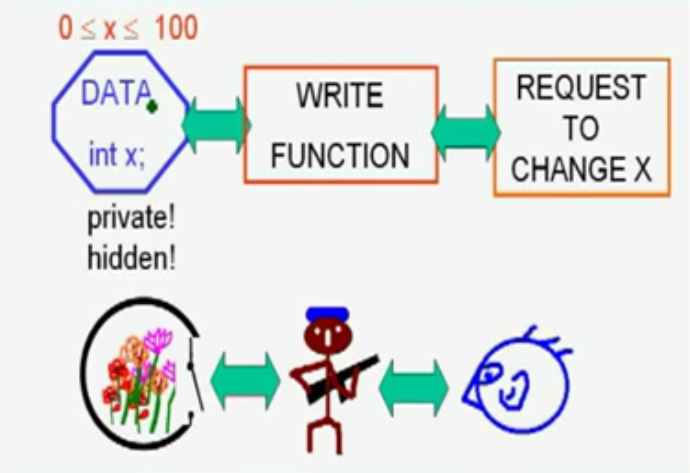 0 ≤ x ≤ 100
DATA
int x;
private!
hidden!
WRITE
FUNCTION
REQUEST
TO
CHANGE X